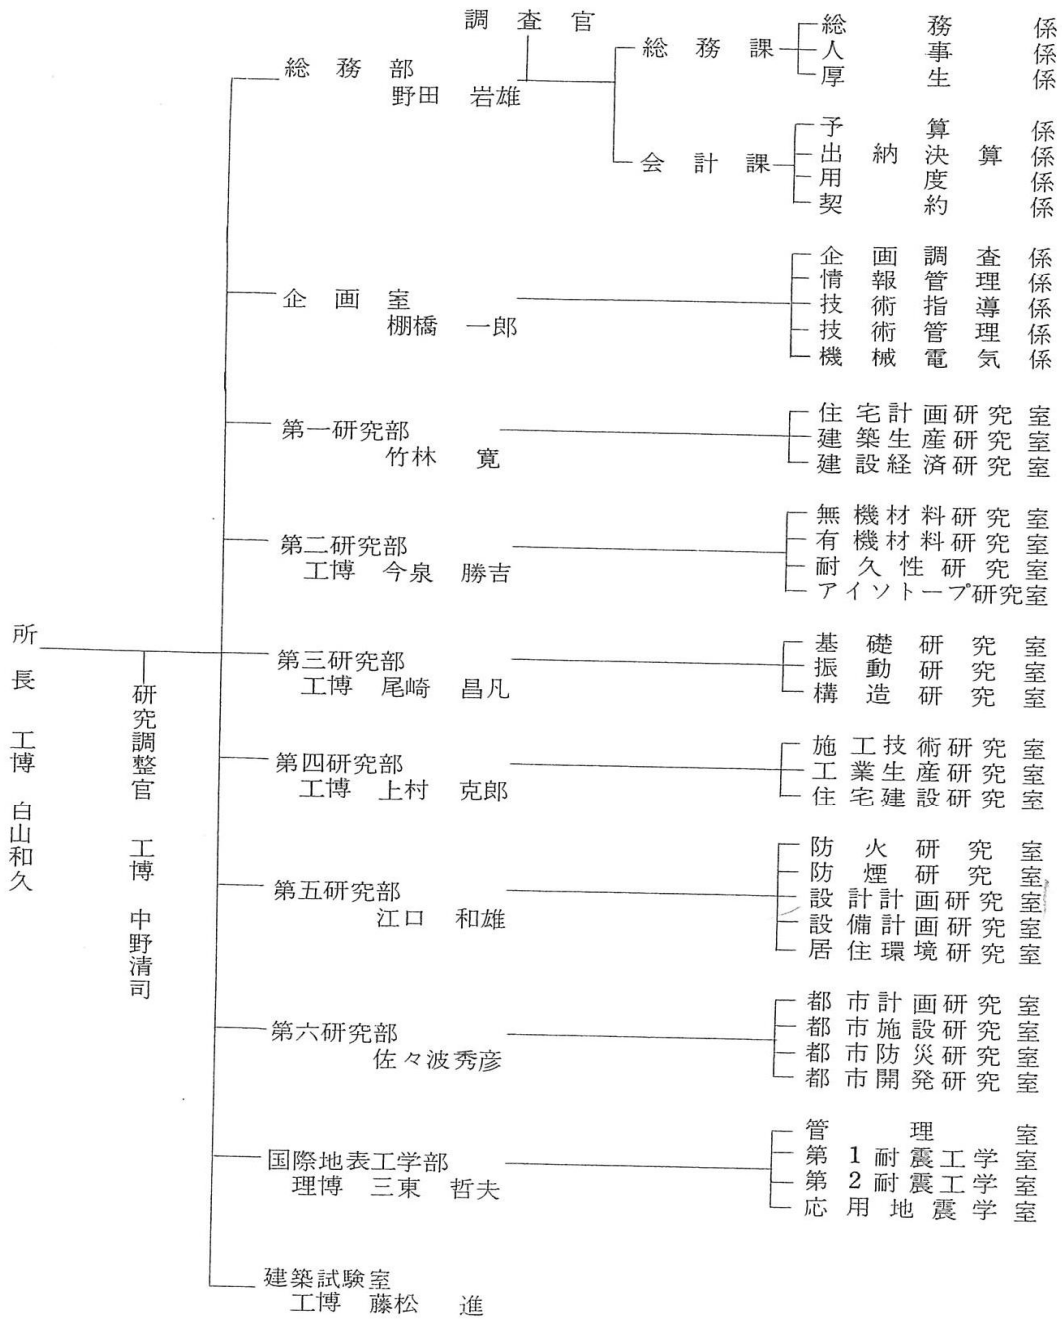 所長 工博 白山和久
研究調整官 工博 中野清司
調査官
総務部
野田 岩雄
総務課
総務係
人事係
厚生係
会計課
予算係
出納決算係
用度係
契約係
企画室
棚橋 一郎
企画調査係
情報管理係
技術指導係
技術管理係
機械電気係
第一研究部
竹林 寛
住宅計画研究室
建築生産研究室
建設経済研究室
第二研究部
工博 今泉 勝吉
無機材料研究室
有機材料研究室
耐久性研究室
アイソトープ研究室
第三研究部
工博 尾崎 昌凡
基礎研究室
振動研究室
構造研究室
第四研究部
工博 上村 克郎
施工技術研究室
工業生産研究室
住宅建設研究室
第五研究部
江口 和雄
防火研究室
防煙研究室
設計計画研究室
設備計画研究室
居住環境研究室
第六研究部
佐々波秀彦
都市計画研究室
都市施設研究室
都市防災研究室
都市開発研究室
国際地表工学部
理博 三東 哲夫
管理室
第1耐震工学室
第2耐震工学室
応用地震学室
建築試験室
工博 藤松 進